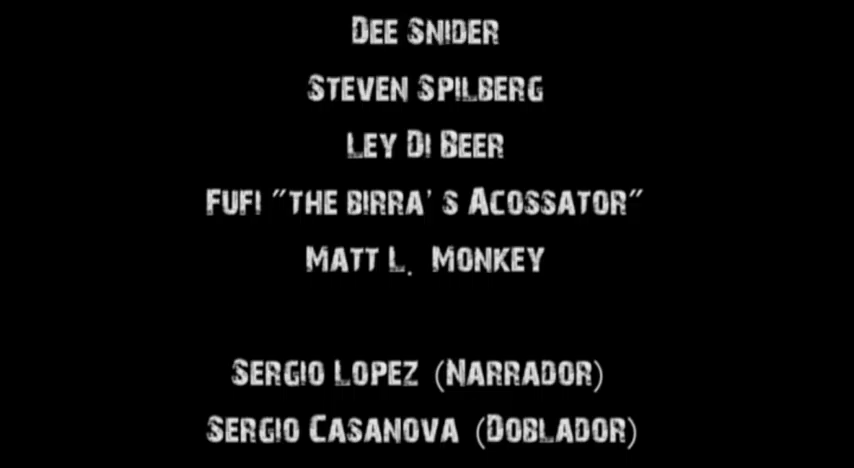 Dee Snider
Steven Spilberg
Ley Di Beer
Fufi "the birra's Acossator"
Matt L. Monkey
Sergio Lopez (Narrador)
Sergio Casanova (Doblador)